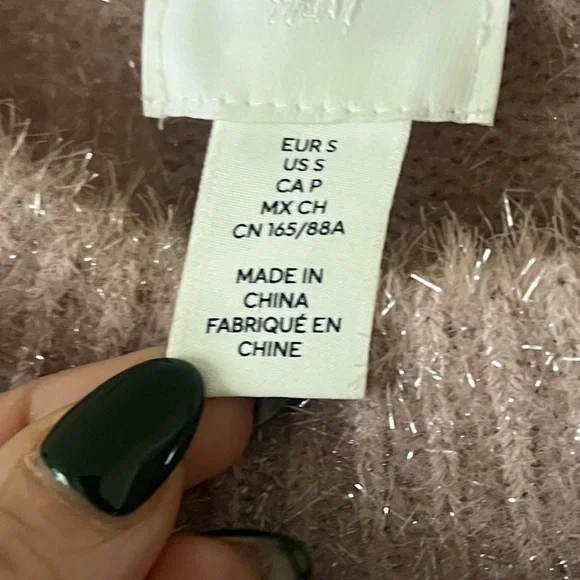 EUR S
US S
CA P
MX CH
CN 165/88A
MADE IN
CHINA
FABRIQUÉ EN
CHINE